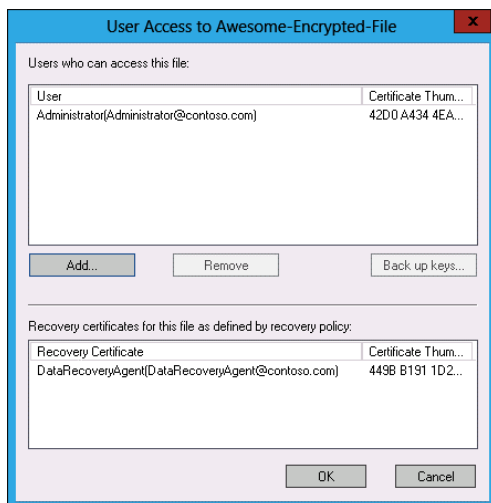 User Access to Awesome-Encrypted-File
x
Users who can access this file:
User Certificate Thum...
Administrator(Administrator@contoso.com) 42D0 A434 4EA...
Add... Remove Back up keys...
Recovery certificates for this file as defined by recovery policy:
Recovery Certificate Certificate Thum...
DataRecoveryAgent(DataRecoveryAgent@contoso.com) 449B B191 1D2...
OK Cancel